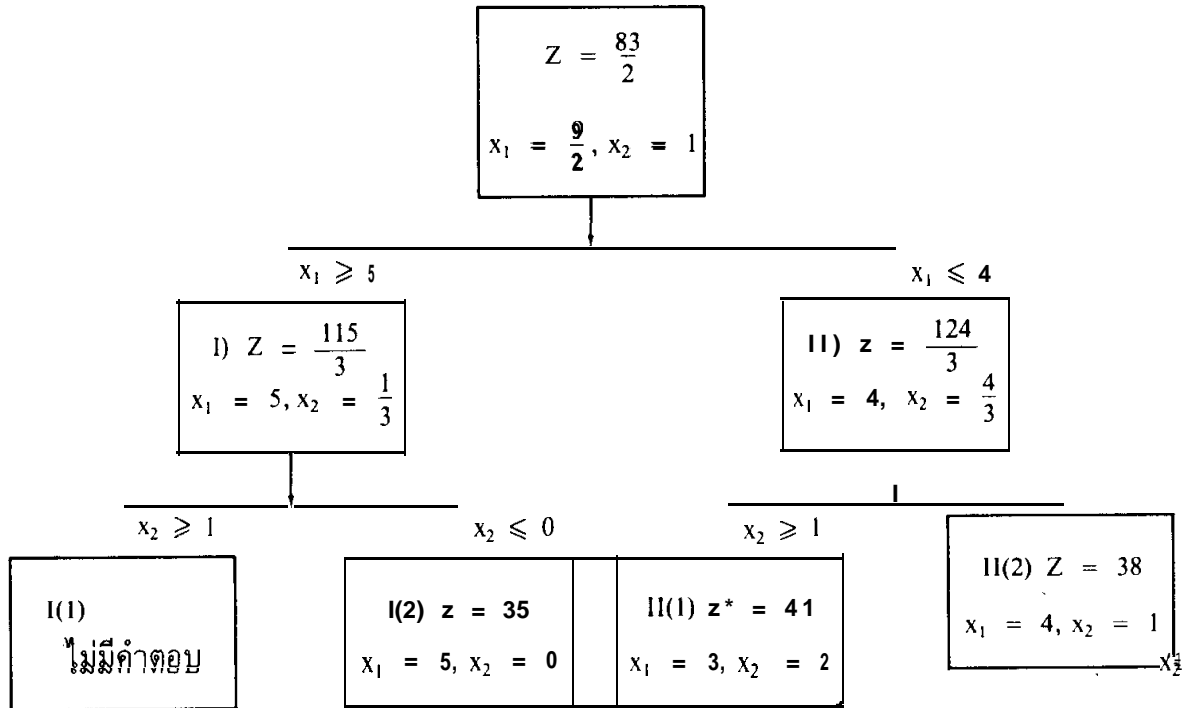 Z = 83/2
x₁ = 9/2, x₂ = 1
x₁ ⩾ 5
x₁ ⩽ 4
I) Z = 115/3
x₁ = 5, x₂ = 1/3
II) z = 124/3
x₁ = 4, x₂ = 4/3
x₂ ⩾ 1
x₂ ⩽ 0
x₂ ⩾ 1
I(1)
ไม่มีคำตอบ
I(2) z = 35
x₁ = 5, x₂ = 0
II(1) z* = 41
x₁ = 3, x₂ = 2
II(2) Z = 38
x₁ = 4, x₂ = 1